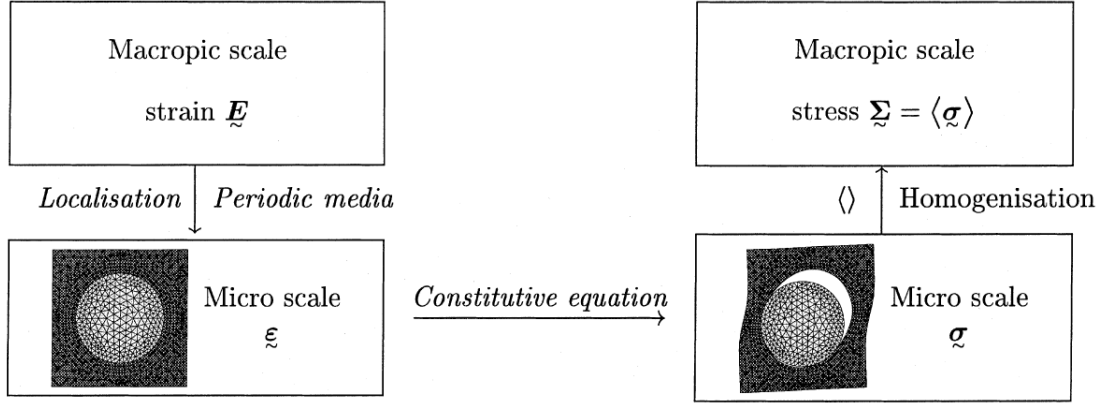 Macropic scale
strain E
Macropic scale
stress Σ = ⟨σ⟩
Localisation
Periodic media
⟨⟩
Homogenisation
Micro scale
ε
Constitutive equation
Micro scale
σ